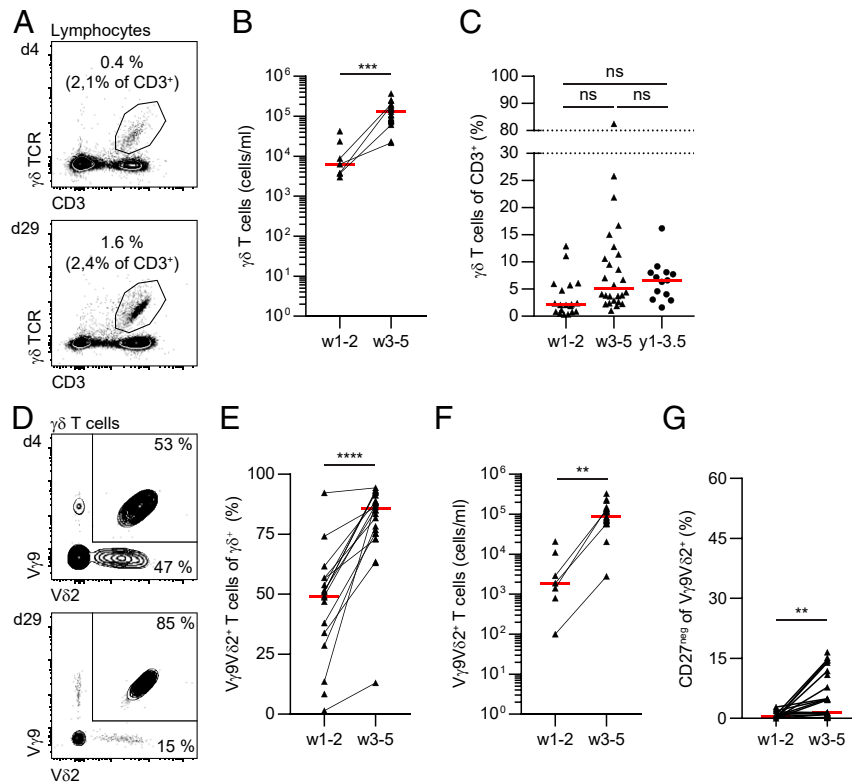 A
Lymphocytes
d4
0.4 %
(2,1% of CD3⁺)
γδ TCR
CD3
d29
1.6 %
(2,4% of CD3⁺)
γδ TCR
CD3
B
***
10⁶
10⁵
10⁴
10³
10²
10¹
10⁰
γδ T cells (cells/ml)
w1-2 w3-5
C
ns
ns ns
100
90
80
30
25
20
15
10
5
0
γδ T cells of CD3⁺ (%)
w1-2 w3-5 y1-3.5
D
γδ T cells
d4
53 %
47 %
Vγ9
Vδ2
d29
85 %
15 %
Vγ9
Vδ2
E
****
100
75
50
25
0
Vγ9Vδ2⁺ T cells of γδ⁺ (%)
w1-2 w3-5
F
**
10⁶
10⁵
10⁴
10³
10²
10¹
10⁰
Vγ9Vδ2⁺ T cells (cells/ml)
w1-2 w3-5
G
**
60
45
30
15
0
CD27ⁿᵉᵍ of Vγ9Vδ2⁺ (%)
w1-2 w3-5